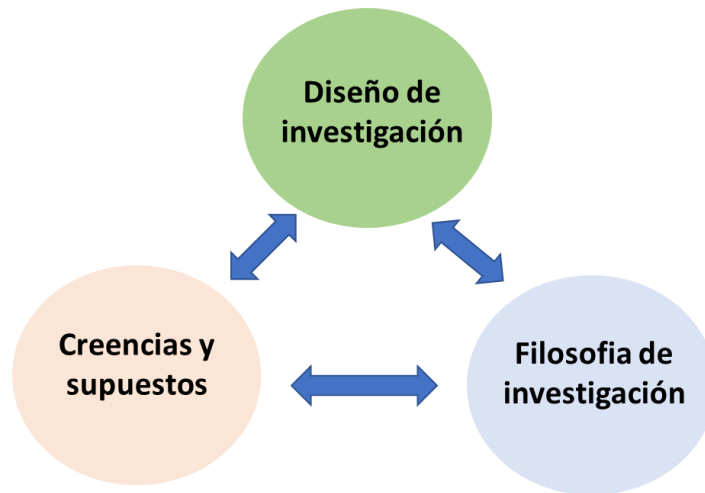 Diseño de
investigación
Creencias y
supuestos
Filosofia de
investigación